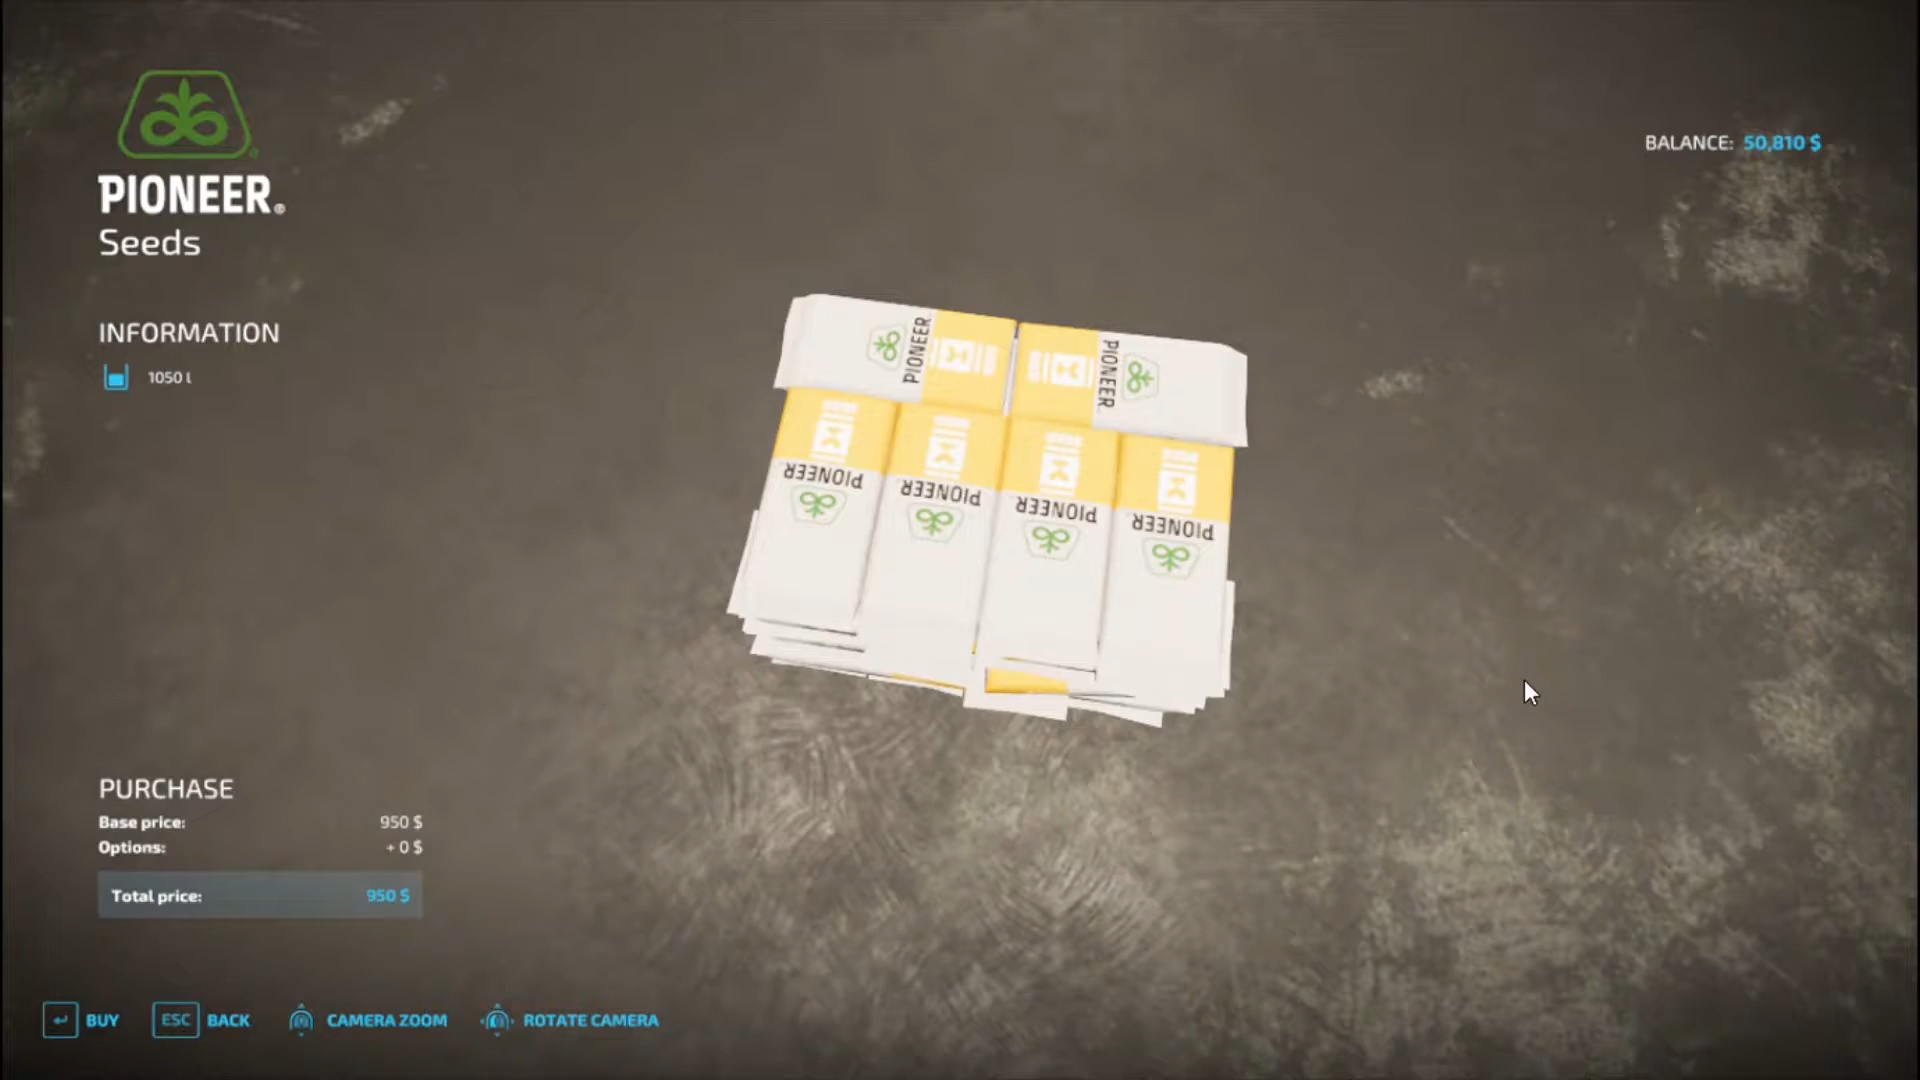 PIONEER®
Seeds
BALANCE: 50,810 $
INFORMATION
1050 l
PIONEER
PIONEER
PIONEER
PIONEER
PIONEER
PIONEER
PURCHASE
Base price: 950 $
Options: + 0 $
Total price: 950 $
BUY ESC BACK CAMERA ZOOM ROTATE CAMERA